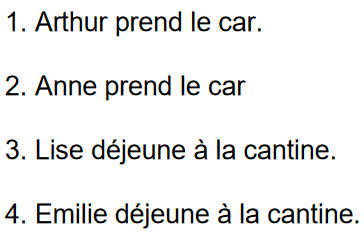 1. Arthur prend le car.
2. Anne prend le car
3. Lise déjeune à la cantine.
4. Emilie déjeune à la cantine.